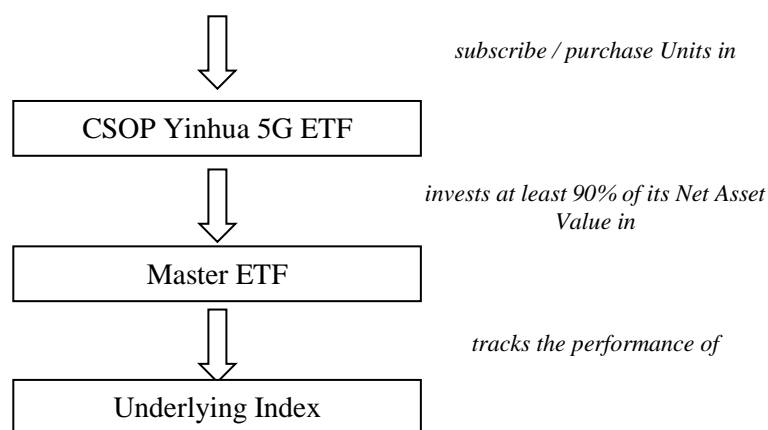 subscribe / purchase Units in
CSOP Yinhua 5G ETF
invests at least 90% of its Net Asset
Value in
Master ETF
tracks the performance of
Underlying Index